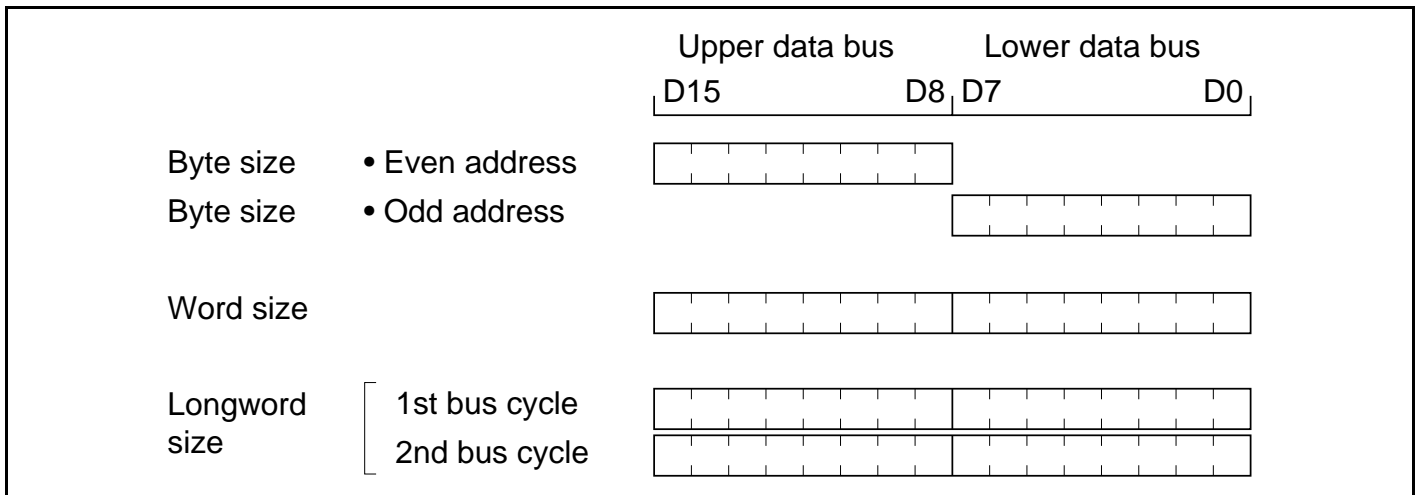 Upper data bus Lower data bus
D15 D8 D7 D0
Byte size • Even address
Byte size • Odd address
Word size
Longword size
1st bus cycle
2nd bus cycle